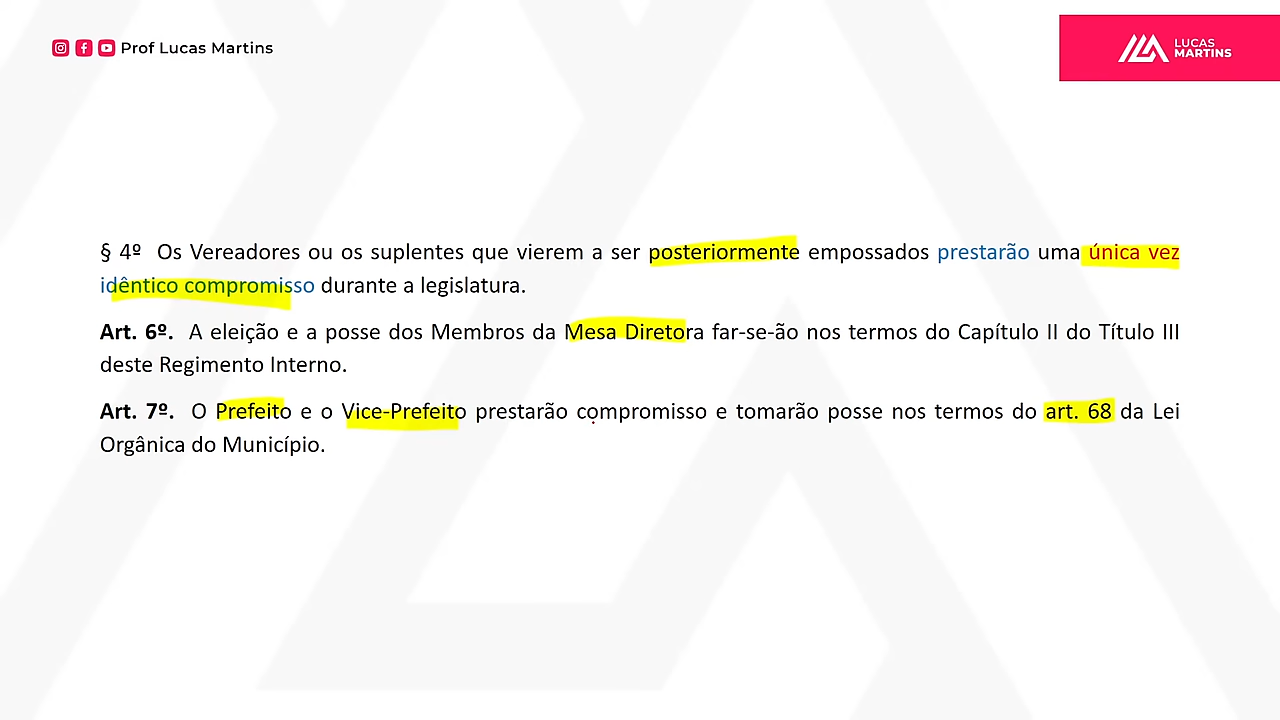 Prof Lucas Martins
LUCAS
MARTINS
§ 4º Os Vereadores ou os suplentes que vierem a ser posteriormente empossados prestarão uma única vez
idêntico compromisso durante a legislatura.
Art. 6º. A eleição e a posse dos Membros da Mesa Diretora far-se-ão nos termos do Capítulo II do Título III
deste Regimento Interno.
Art. 7º. O Prefeito e o Vice-Prefeito prestarão compromisso e tomarão posse nos termos do art. 68 da Lei
Orgânica do Município.